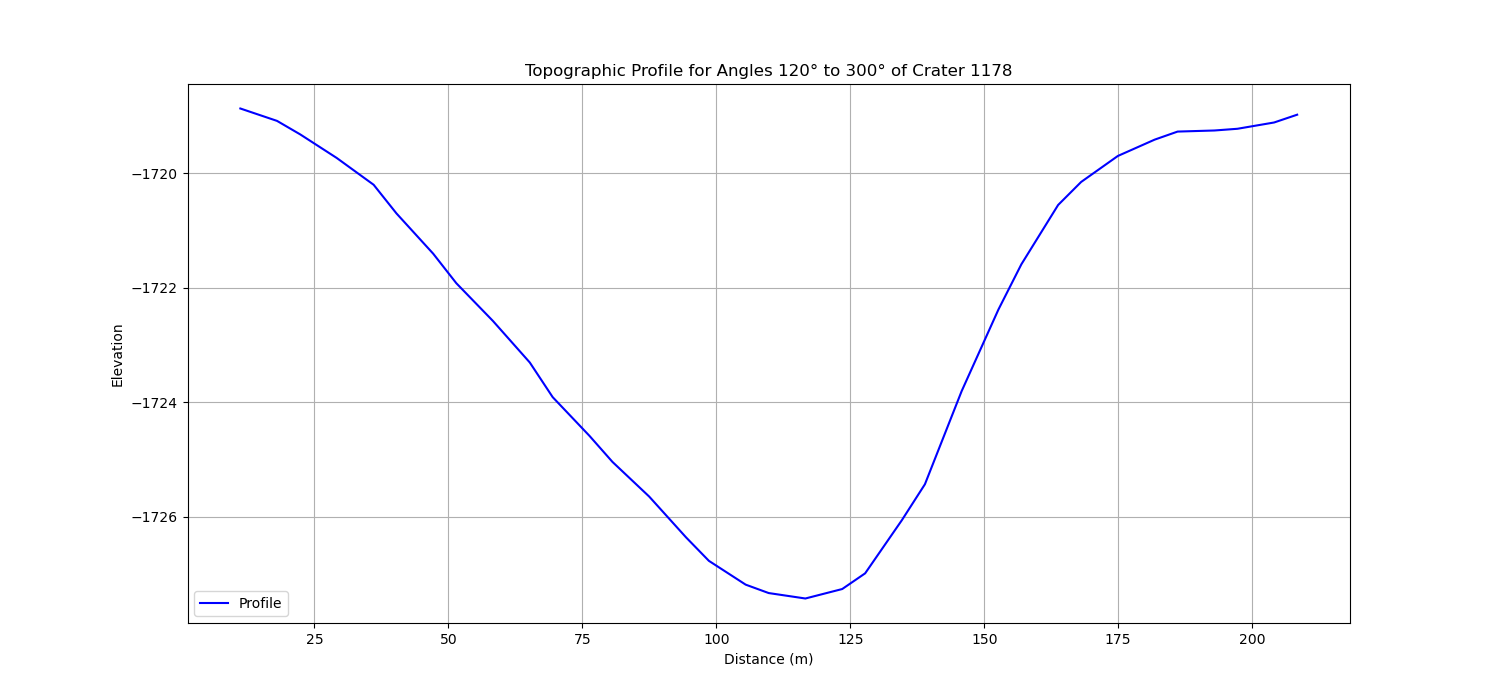 Topographic Profile for Angles 120° to 300° of Crater 1178
−1720
−1722
−1724
−1726
Elevation
Profile
25 50 75 100 125 150 175 200
Distance (m)